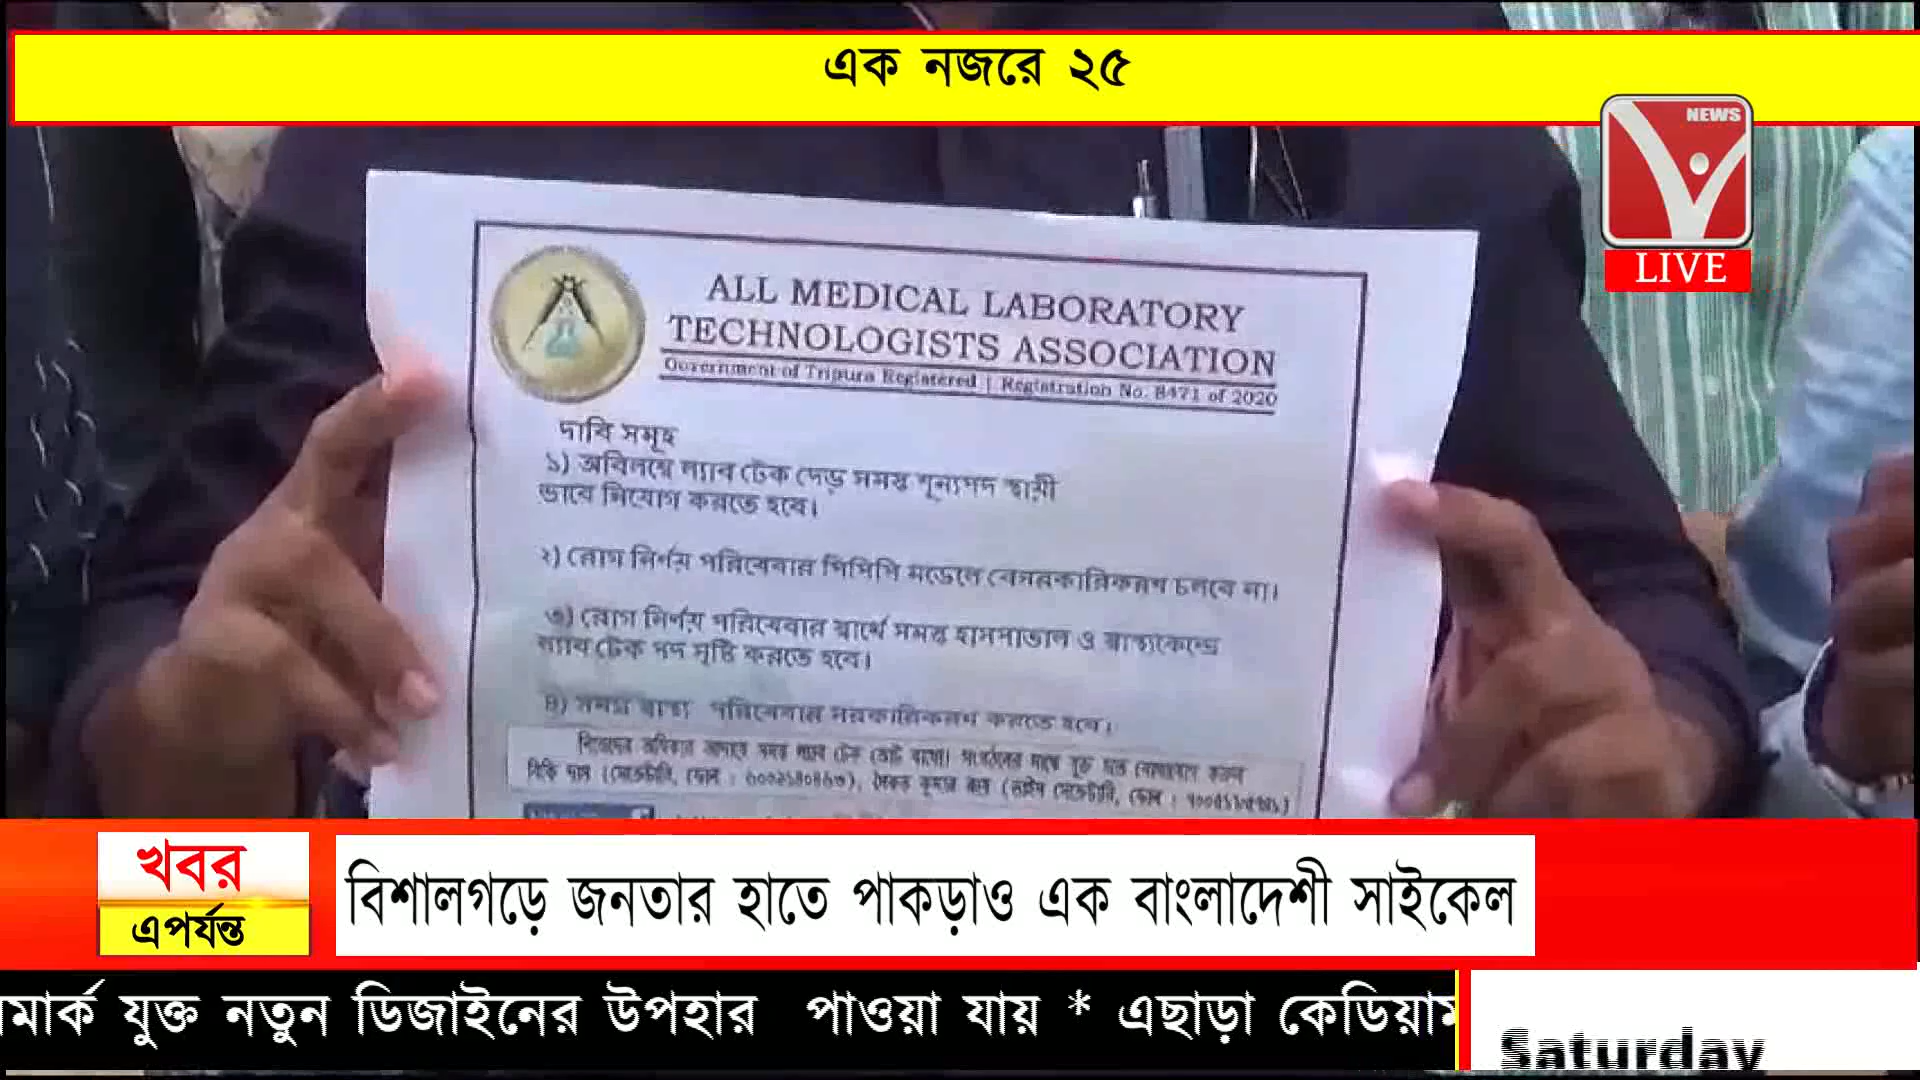 এক নজরে ২৫
NEWS
LIVE
ALL MEDICAL LABORATORY
TECHNOLOGISTS ASSOCIATION
Government of Tripura Registered | Registration No. 8471 of 2020
দাবি সমূহ
১) অবিলম্বে ল্যাব টেক দেড় সমস্ত শূন্যপদ স্থায়ী
ভাবে নিযোগ করতে হবে।
২) রোগ নির্ণয় পরিষেবার পিপিপি মডেলে বেসরকারিকরণ চলবে না।
৩) রোগ নির্ণয় পরিষেবার স্বার্থে সমস্ত হাসপাতাল ও স্বাস্থ্যকেন্দ্রে
ল্যাব টেক পদ সৃষ্টি করতে হবে।
৪) সমগ্র স্বাস্থ্য পরিষেবার সরকারিকরণ করতে হবে।
খবর
এপর্যন্ত
বিশালগড়ে জনতার হাতে পাকড়াও এক বাংলাদেশী সাইকেল
মার্ক যুক্ত নতুন ডিজাইনের উপহার পাওয়া যায় * এছাড়া কেডিয়াম
Saturday